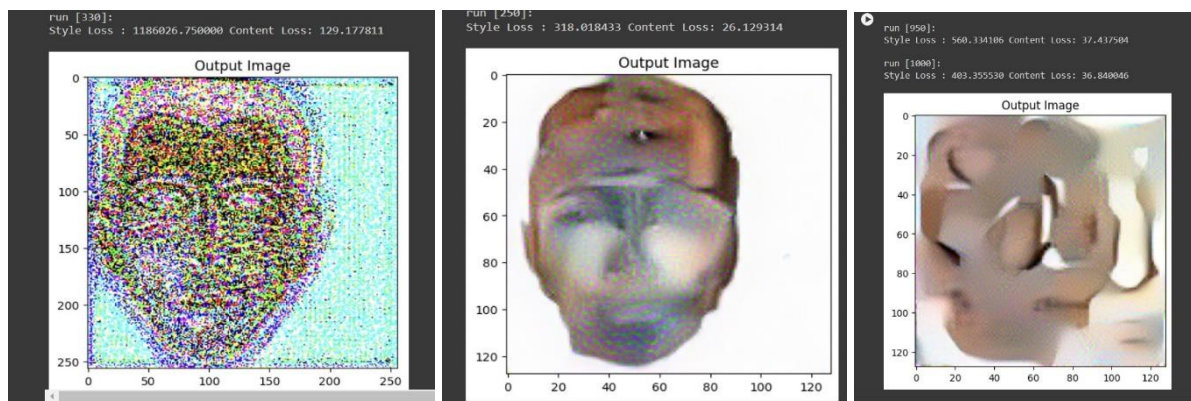 run [330]:
Style Loss : 1186026.750000 Content Loss: 129.177811
Output Image
0
50
100
150
200
250
0 50 100 150 200 250
run [250]:
Style Loss : 318.018433 Content Loss: 26.129314
Output Image
0
20
40
60
80
100
120
0 20 40 60 80 100 120
run [950]:
Style Loss : 560.334106 Content Loss: 37.437504
run [1000]:
Style Loss : 403.355530 Content Loss: 36.840046
Output Image
0
20
40
60
80
100
120
0 20 40 60 80 100 120